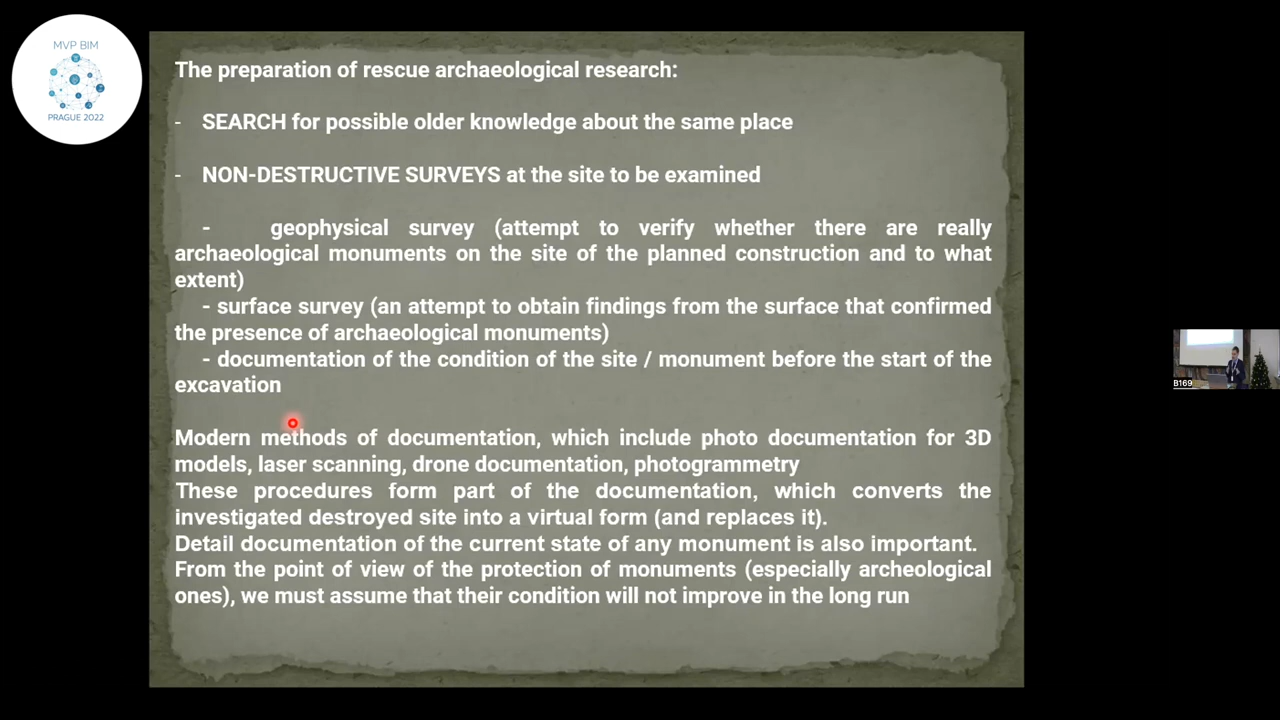 MVP BIM
PRAGUE 2022
The preparation of rescue archaeological research:
- SEARCH for possible older knowledge about the same place
- NON-DESTRUCTIVE SURVEYS at the site to be examined
- geophysical survey (attempt to verify whether there are really
archaeological monuments on the site of the planned construction and to what
extent)
- surface survey (an attempt to obtain findings from the surface that confirmed
the presence of archaeological monuments)
- documentation of the condition of the site / monument before the start of the
excavation
Modern methods of documentation, which include photo documentation for 3D
models, laser scanning, drone documentation, photogrammetry
These procedures form part of the documentation, which converts the
investigated destroyed site into a virtual form (and replaces it).
Detail documentation of the current state of any monument is also important.
From the point of view of the protection of monuments (especially archeological
ones), we must assume that their condition will not improve in the long run
B169